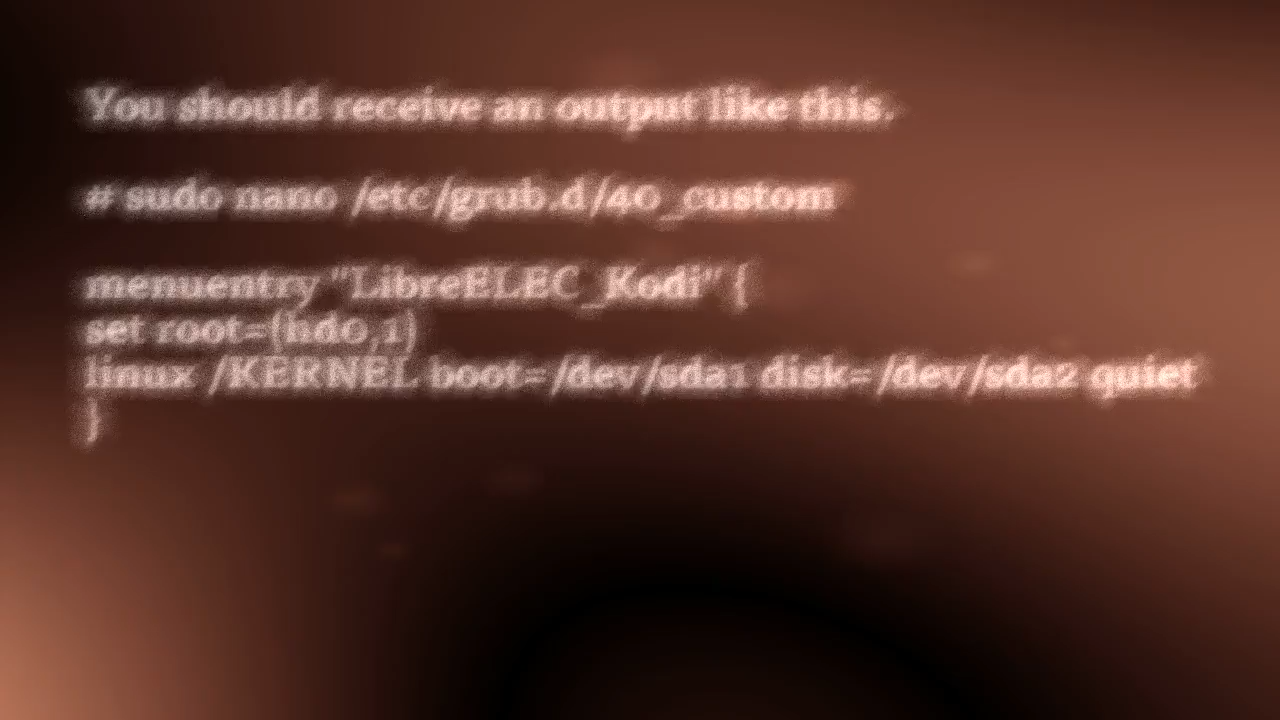 You should receive an output like this.
# sudo nano /etc/grub.d/40_custom
menuentry "LibreELEC_Kodi" {
set root=(hd0,1)
linux /KERNEL boot=/dev/sda1 disk=/dev/sda2 quiet
}